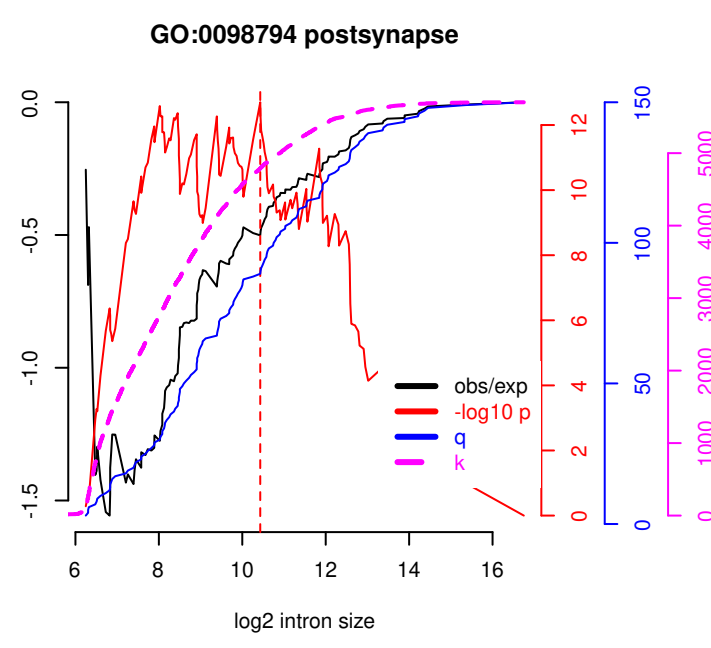 GO:0098794 postsynapse
0.0
-0.5
-1.0
-1.5
6 8 10 12 14 16
log2 intron size
0 2 4 6 8 10 12
0 50 100 150
0 1000 2000 3000 4000 5000
obs/exp
-log10 p
q
k